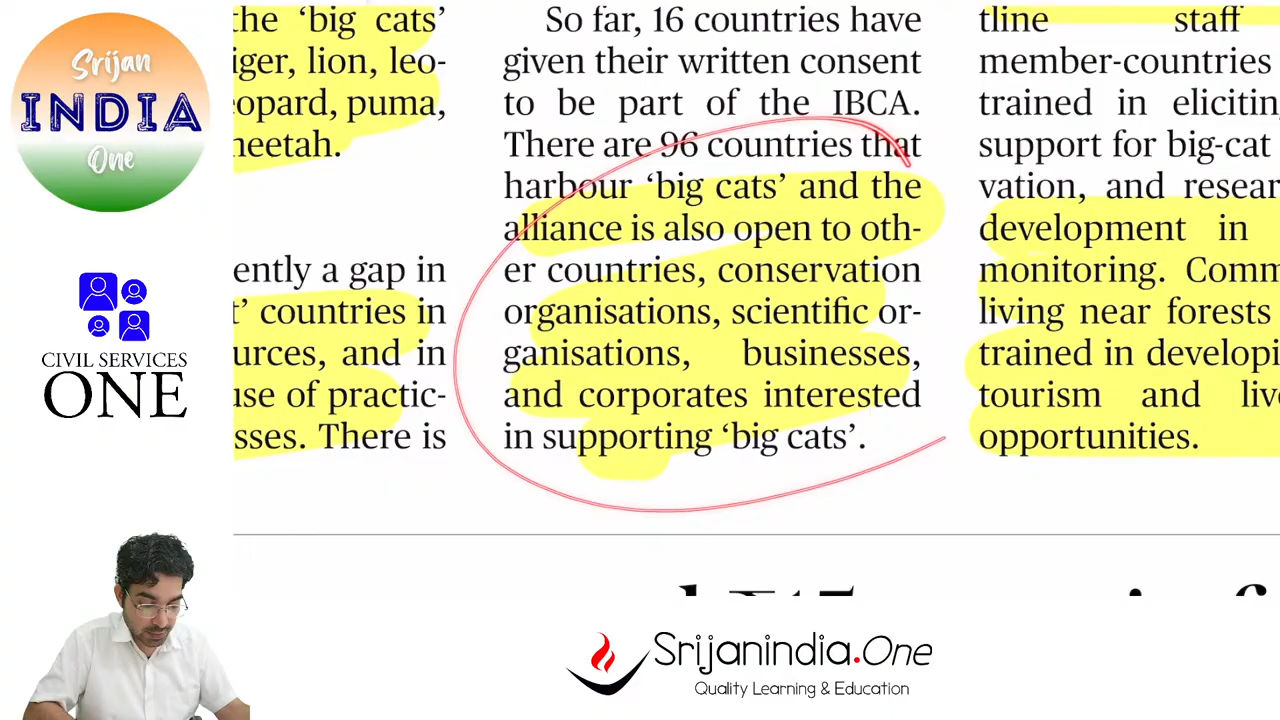 Srijan
INDIA
One
CIVIL SERVICES
ONE
the ‘big cats’
iger, lion, leo-
eopard, puma,
heetah.
ently a gap in
t’ countries in
urces, and in
use of practic-
sses. There is
So far, 16 countries have
given their written consent
to be part of the IBCA.
There are 96 countries that
harbour ‘big cats’ and the
alliance is also open to oth-
er countries, conservation
organisations, scientific or-
ganisations, businesses,
and corporates interested
in supporting ‘big cats’.
tline staff
member-countries
trained in elicitin
support for big-cat
vation, and resear
development in
monitoring. Comm
living near forests
trained in developi
tourism and live
opportunities.
Srijanindia.One
Quality Learning & Education